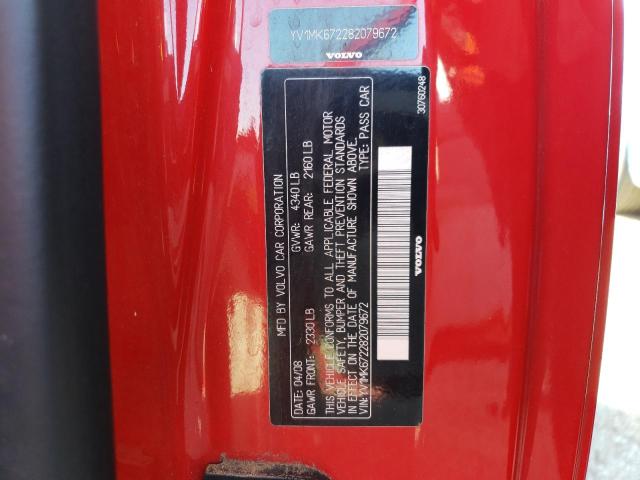 YV1MK672282079672
VOLVO
MFD BY VOLVO CAR CORPORATION
DATE: 04/08 GVWR: 4340 LB
GAWR FRONT: 2330 LB GAWR REAR: 2160 LB
THIS VEHICLE CONFORMS TO ALL APPLICABLE FEDERAL MOTOR
VEHICLE SAFETY, BUMPER AND THEFT PREVENTION STANDARDS
IN EFFECT ON THE DATE OF MANUFACTURE SHOWN ABOVE.
VIN:YV1MK672282079672 TYPE: PASS CAR
VOLVO
30760248